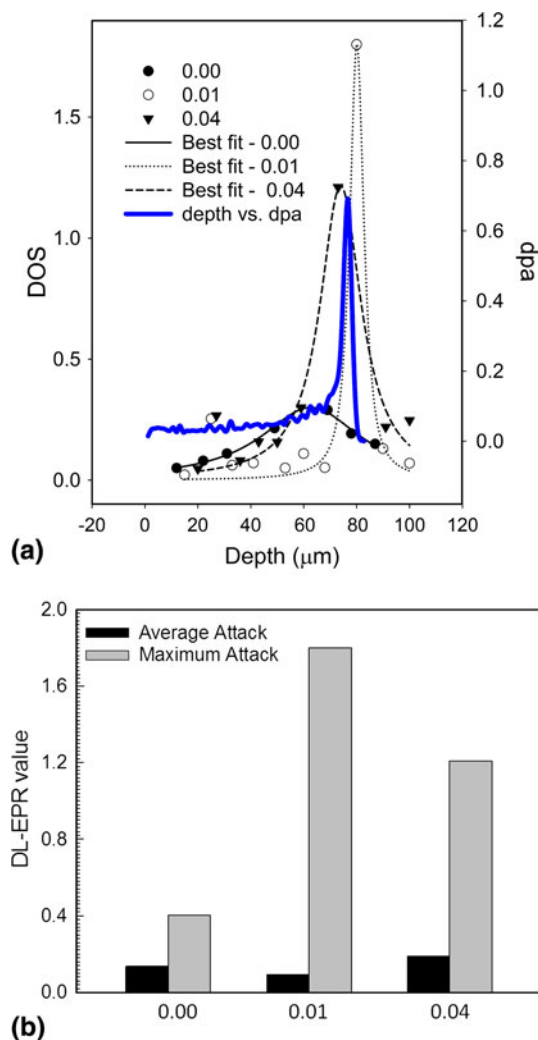 0.00
0.01
0.04
Best fit - 0.00
Best fit - 0.01
Best fit - 0.04
depth vs. dpa
DOS
1.5
1.0
0.5
0.0
dpa
1.2
1.0
0.8
0.6
0.4
0.2
0.0
-20 0 20 40 60 80 100 120
Depth (μm)
(a)
Average Attack
Maximum Attack
DL-EPR value
2.0
1.6
1.2
0.8
0.4
0.0
0.00 0.01 0.04
(b)